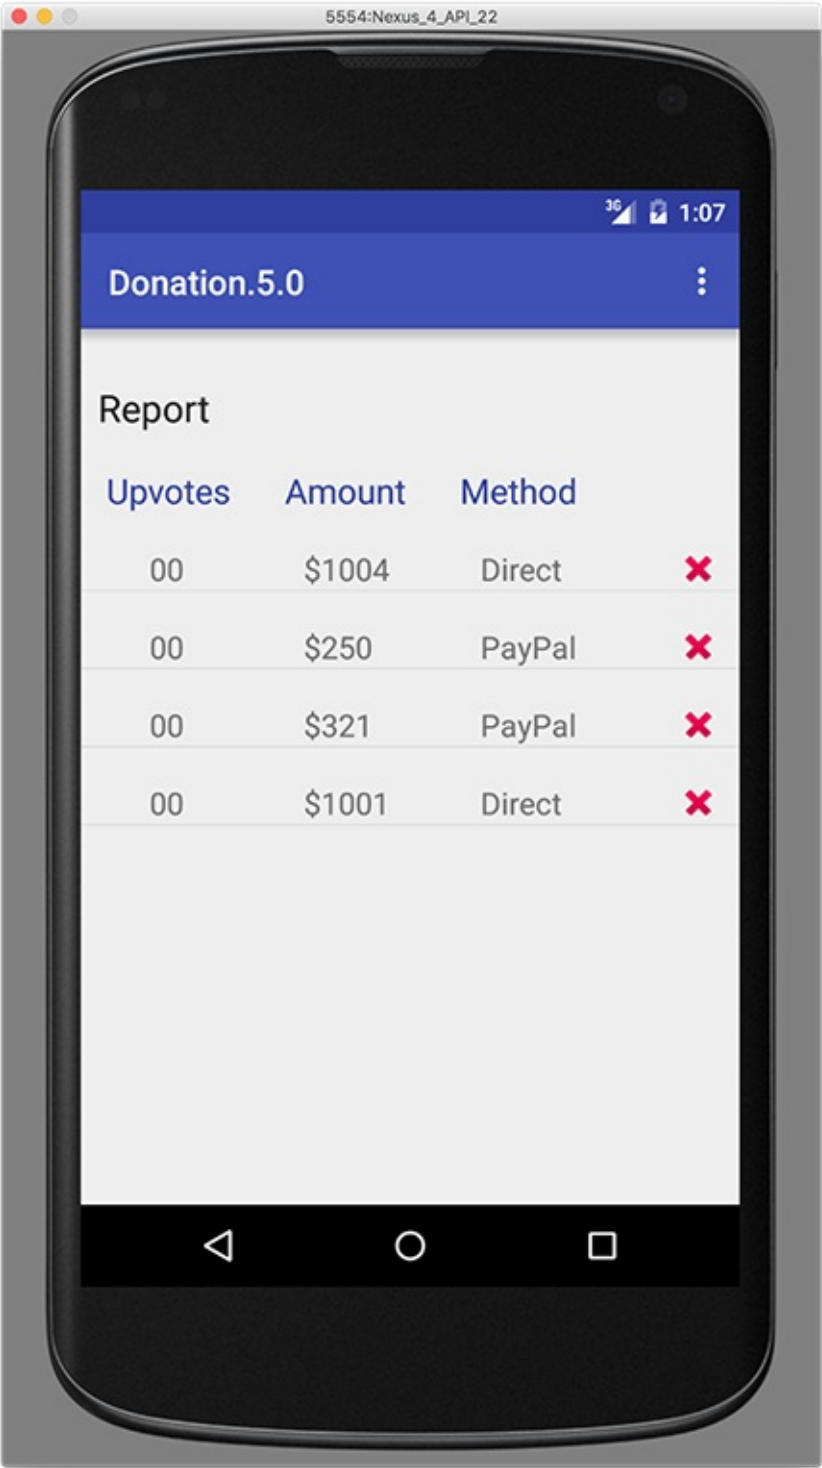 5554:Nexus_4_API_22
3G 1:07
Donation.5.0
Report
Upvotes Amount Method
00 $1004 Direct
00 $250 PayPal
00 $321 PayPal
00 $1001 Direct